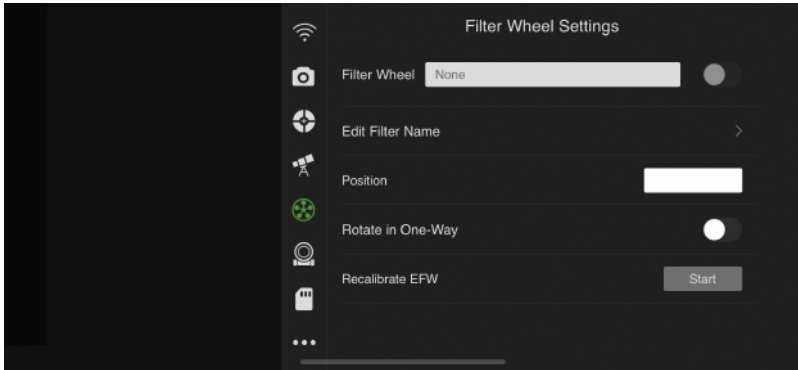 Filter Wheel Settings
Filter Wheel None
Edit Filter Name
Position
Rotate in One-Way
Recalibrate EFW Start